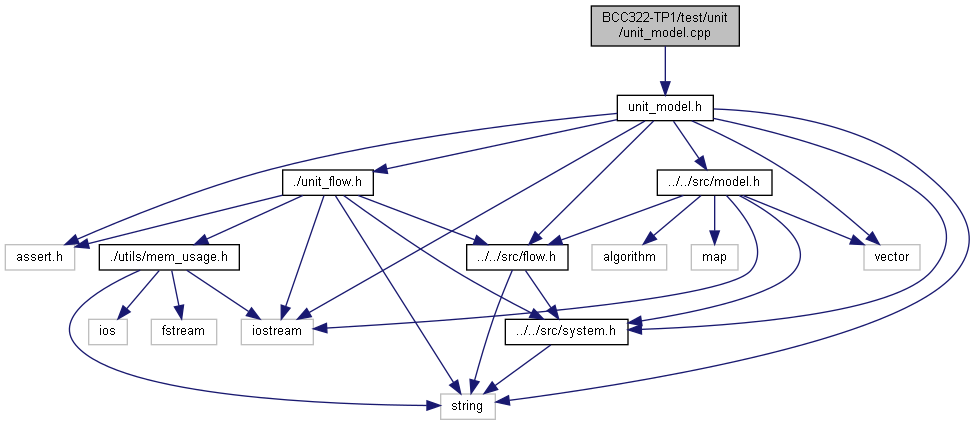 BCC322-TP1/test/unit
/unit_model.cpp
unit_model.h
./unit_flow.h
../../src/model.h
assert.h
./utils/mem_usage.h
../../src/flow.h
algorithm
map
vector
ios
fstream
iostream
../../src/system.h
string